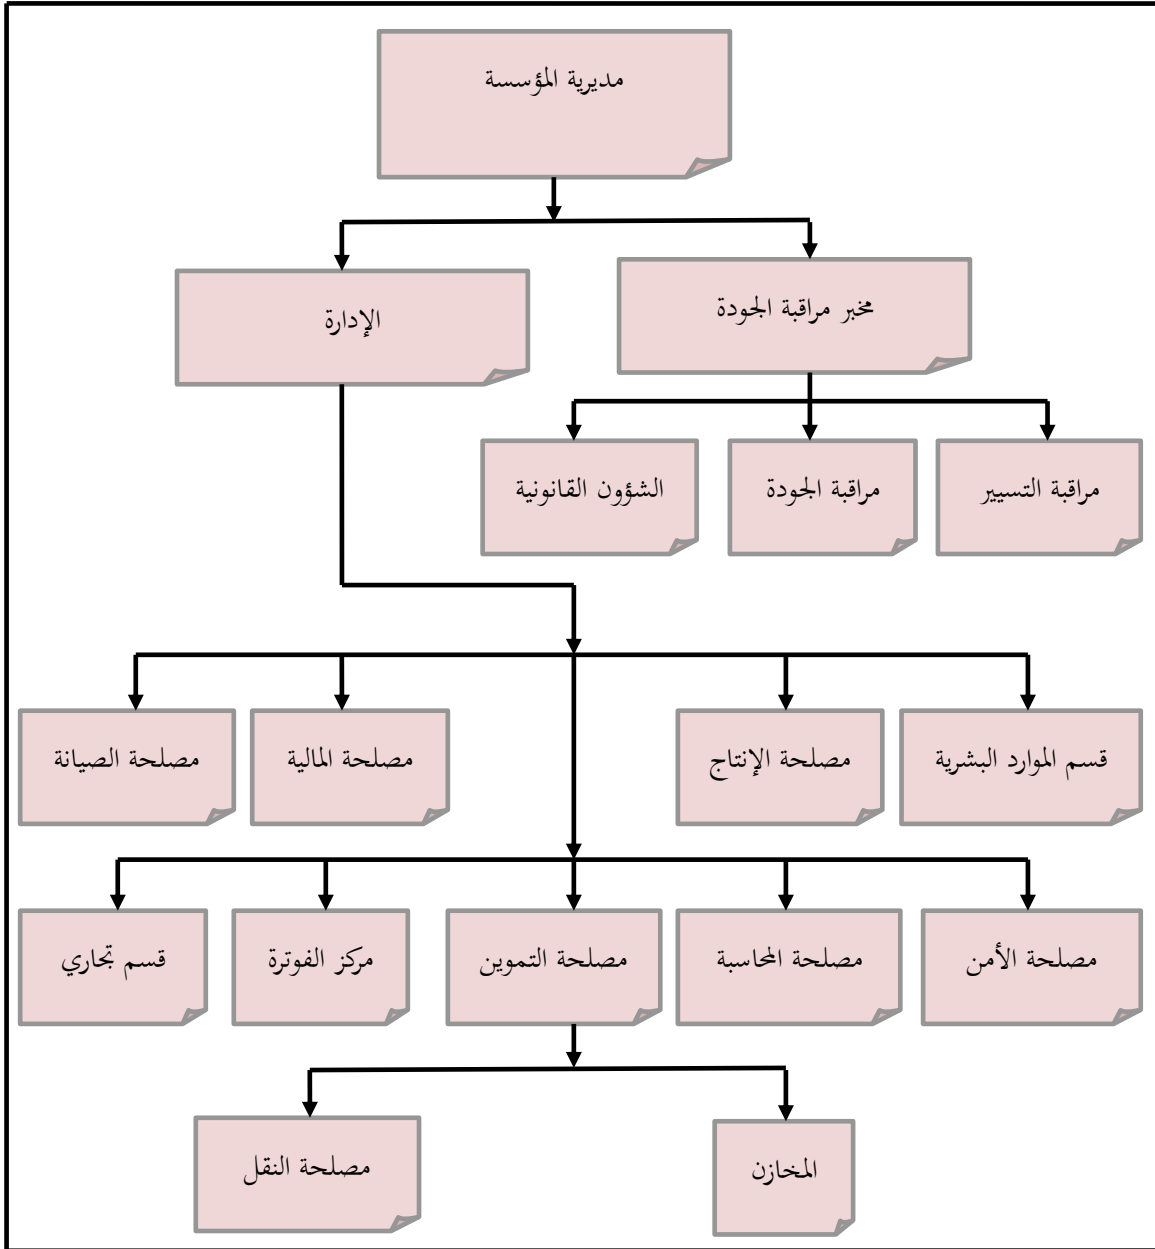 مديرية المؤسسة
مخبر مراقبة الجودة
الإدارة
مراقبة التسيير
مراقبة الجودة
الشؤون القانونية
قسم الموارد البشرية
مصلحة الإنتاج
مصلحة المالية
مصلحة الصيانة
مصلحة الأمن
مصلحة المحاسبة
مصلحة التموين
مركز الفوترة
قسم تجاري
المخازن
مصلحة النقل